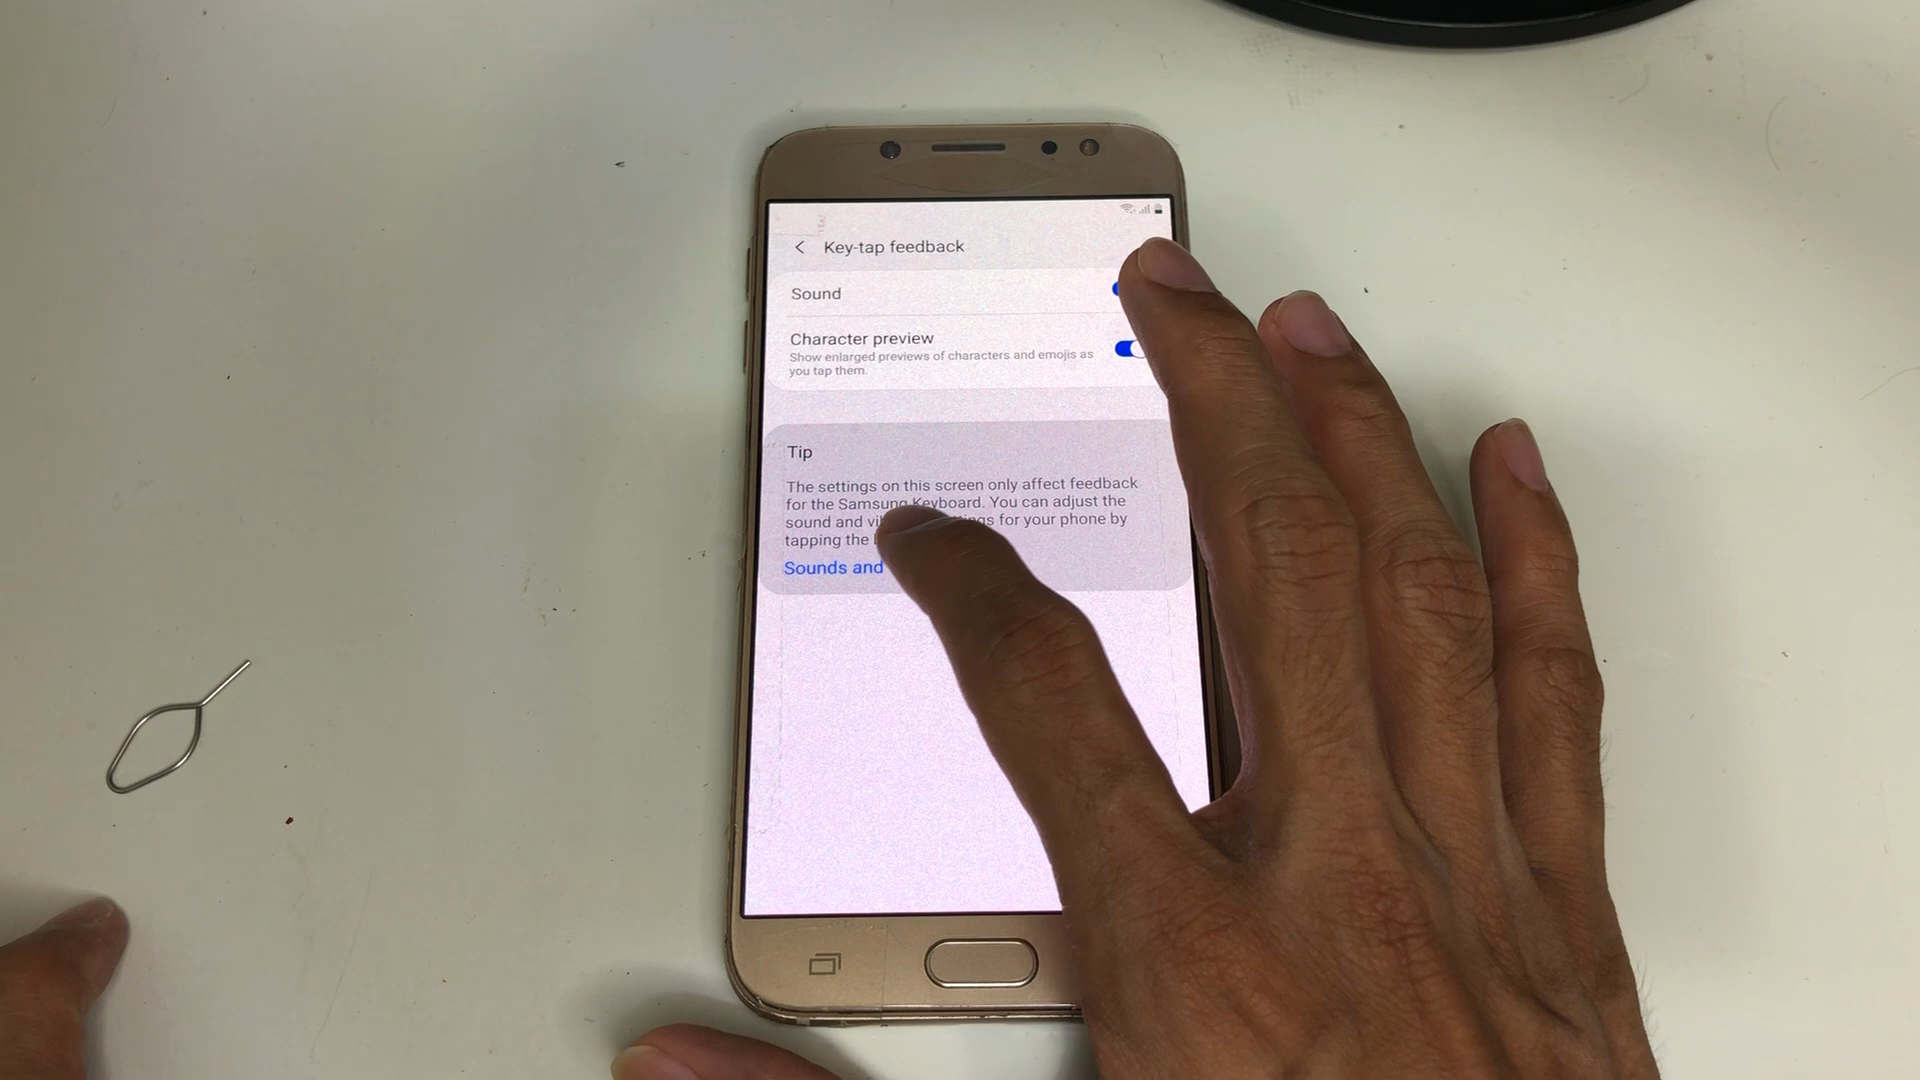 Key-tap feedback
Sound
Character preview
Show enlarged previews of characters and emojis as
you tap them.
Tip
The settings on this screen only affect feedback
for the Samsung Keyboard. You can adjust the
sound and for your phone by
tapping the
Sounds and